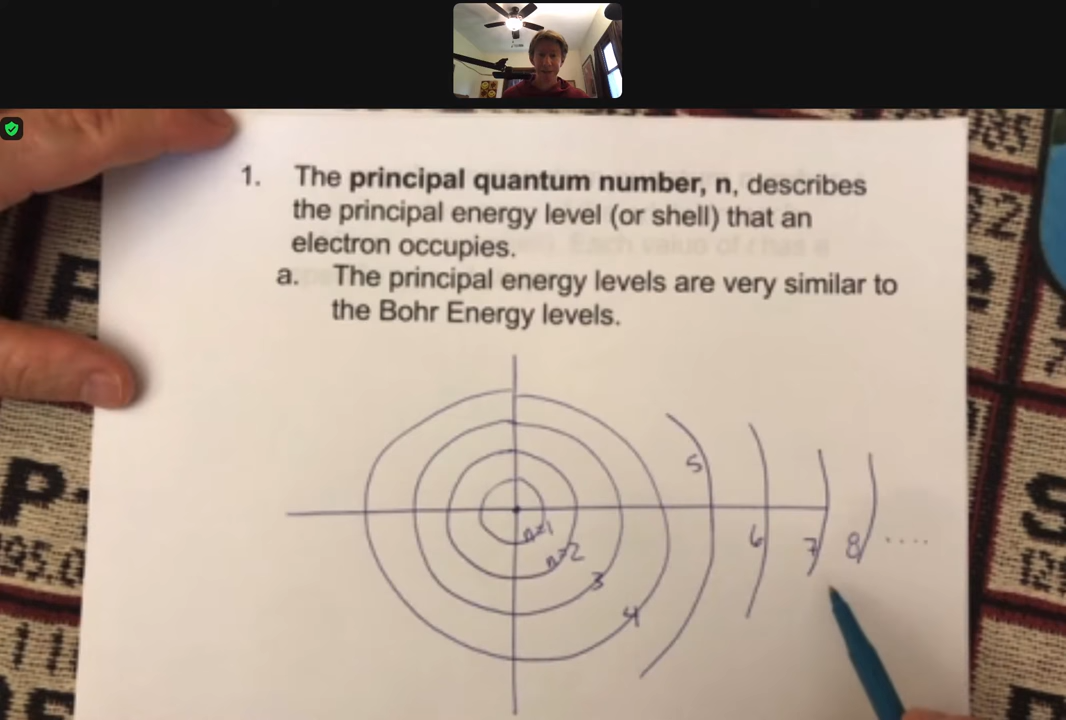 1. The principal quantum number, n, describes
the principal energy level (or shell) that an
electron occupies.
a. The principal energy levels are very similar to
the Bohr Energy levels.
n=1
n=2
3
4
5
6
7
8 ....